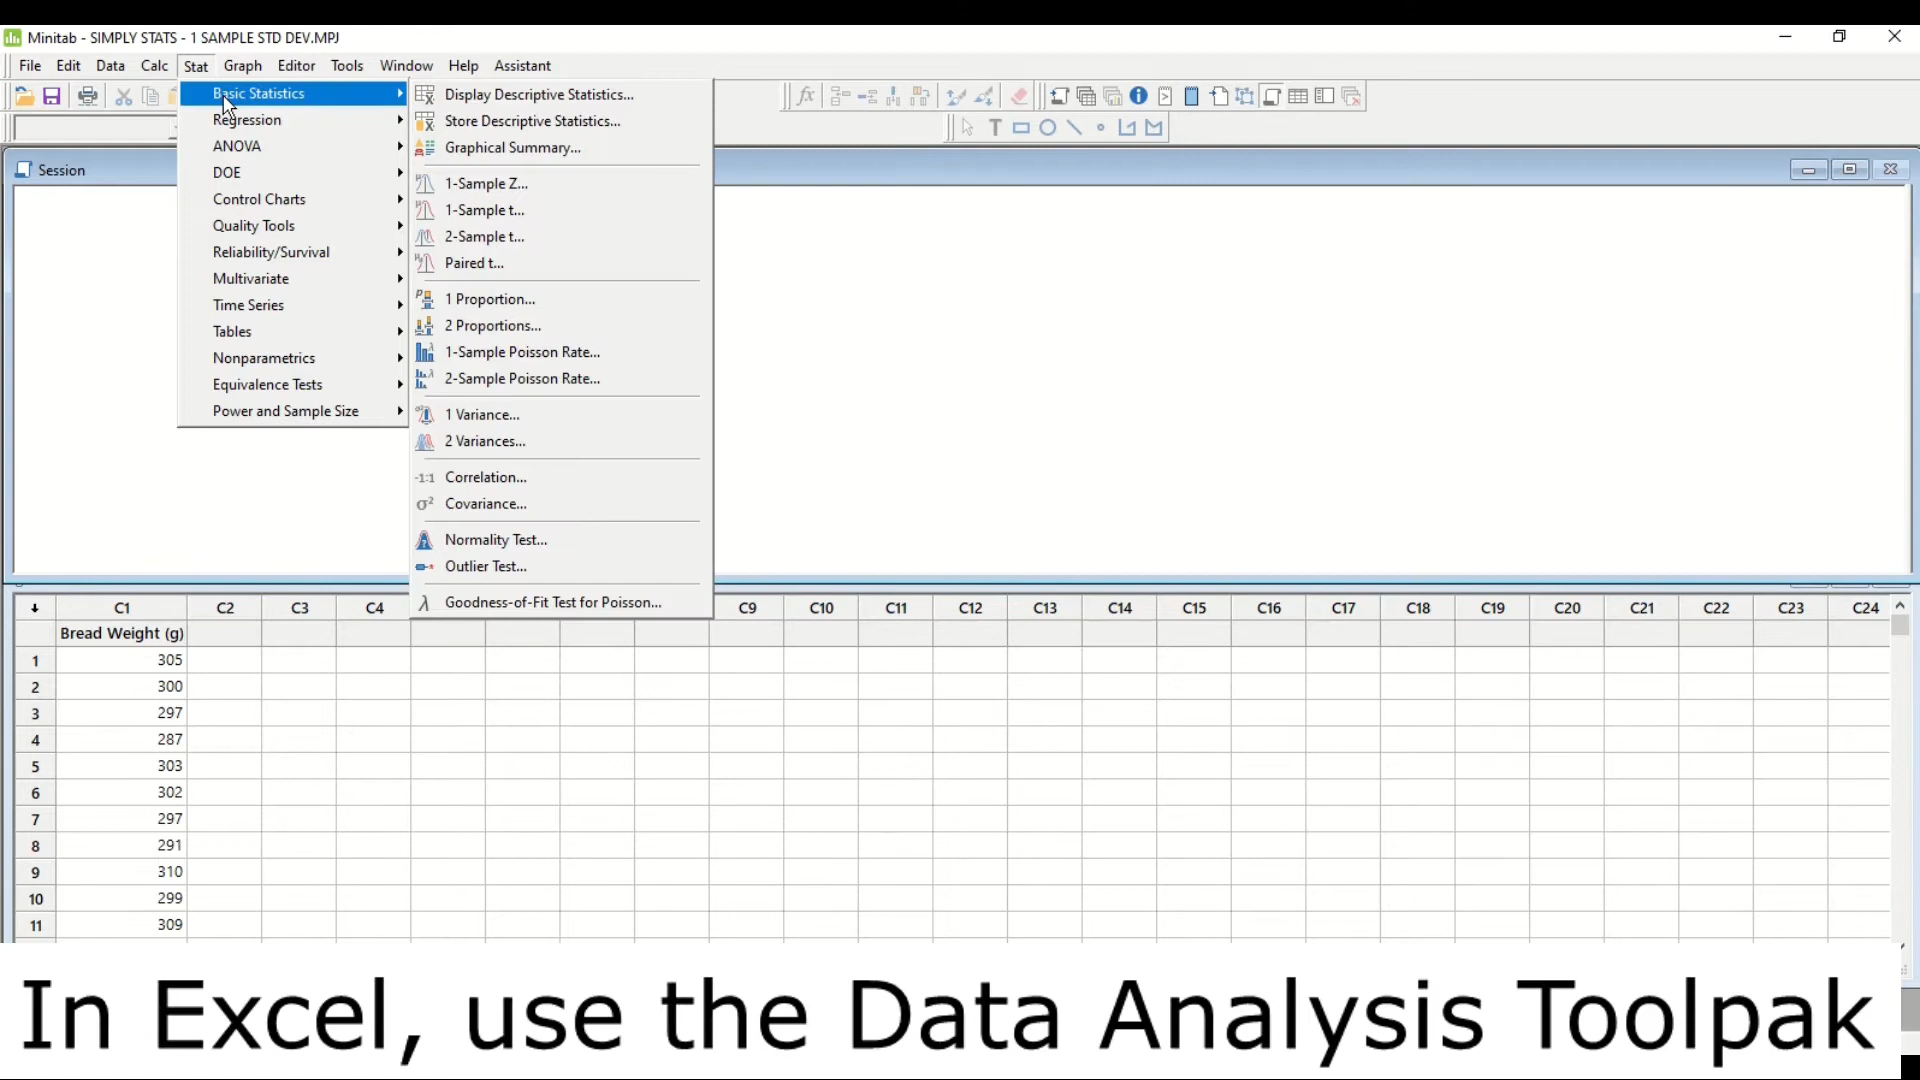 Minitab - SIMPLY STATS - 1 SAMPLE STD DEV.MPJ
File Edit Data Calc Stat Graph Editor Tools Window Help Assistant
Basic Statistics
Regression
ANOVA
DOE
Control Charts
Quality Tools
Reliability/Survival
Multivariate
Time Series
Tables
Nonparametrics
Equivalence Tests
Power and Sample Size
Display Descriptive Statistics...
Store Descriptive Statistics...
Graphical Summary...
1-Sample Z...
1-Sample t...
2-Sample t...
Paired t...
1 Proportion...
2 Proportions...
1-Sample Poisson Rate...
2-Sample Poisson Rate...
1 Variance...
2 Variances...
Correlation...
Covariance...
Normality Test...
Outlier Test...
Goodness-of-Fit Test for Poisson...
Session
C1 C2 C3 C4 C9 C10 C11 C12 C13 C14 C15 C16 C17 C18 C19 C20 C21 C22 C23 C24
Bread Weight (g)
1 305
2 300
3 297
4 287
5 303
6 302
7 297
8 291
9 310
10 299
11 309
In Excel, use the Data Analysis Toolpak